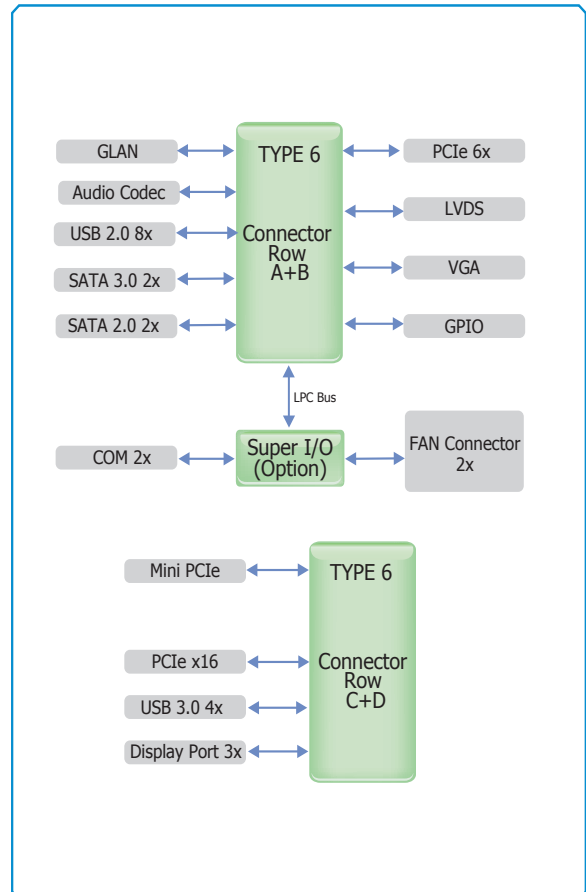 GLAN
Audio Codec
USB 2.0 8x
SATA 3.0 2x
SATA 2.0 2x
TYPE 6
Connector
Row
A+B
PCIe 6x
LVDS
VGA
GPIO
LPC Bus
COM 2x
Super I/O
(Option)
FAN Connector
2x
Mini PCIe
PCIe x16
USB 3.0 4x
Display Port 3x
TYPE 6
Connector
Row
C+D